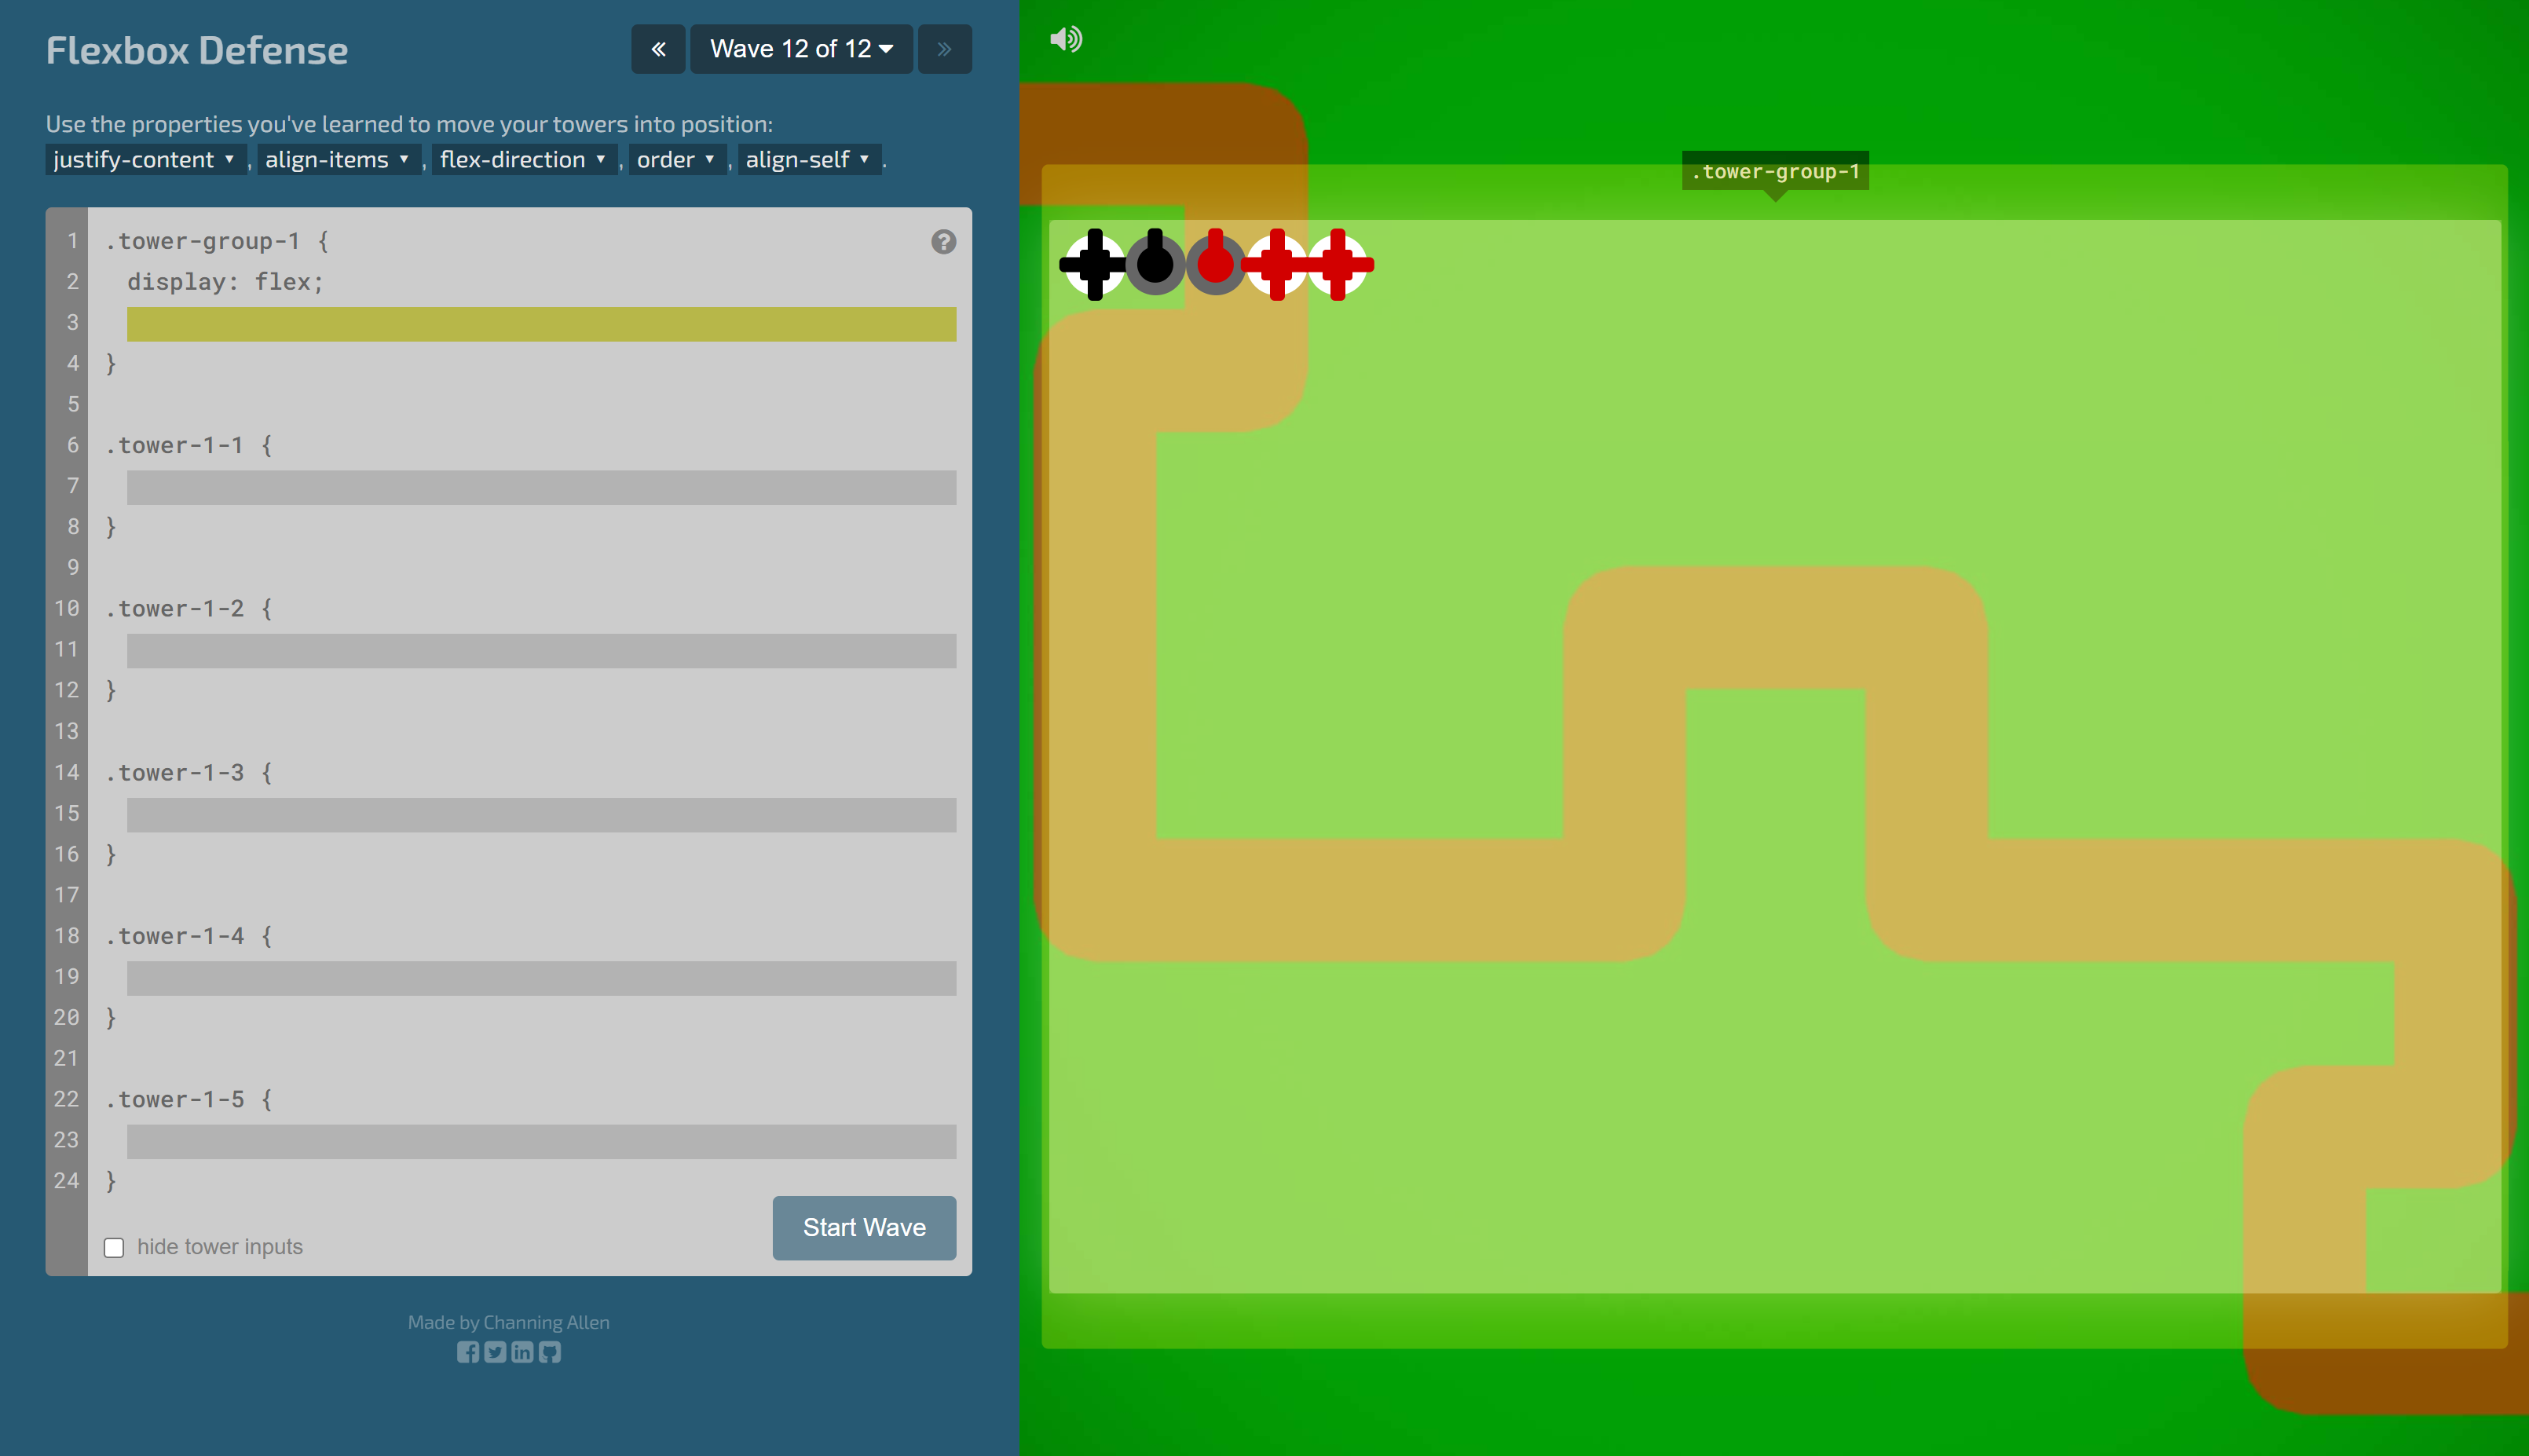 Flexbox Defense
« Wave 12 of 12 »
Use the properties you've learned to move your towers into position:
justify-content ▼ , align-items ▼ , flex-direction ▼ , order ▼ , align-self ▼ .
.tower-group-1
1 .tower-group-1 { ?
2 display: flex;
3
4 }
5
6 .tower-1-1 {
7
8 }
9
10 .tower-1-2 {
11
12 }
13
14 .tower-1-3 {
15
16 }
17
18 .tower-1-4 {
19
20 }
21
22 .tower-1-5 {
23
24 }
hide tower inputs
Start Wave
Made by Channing Allen